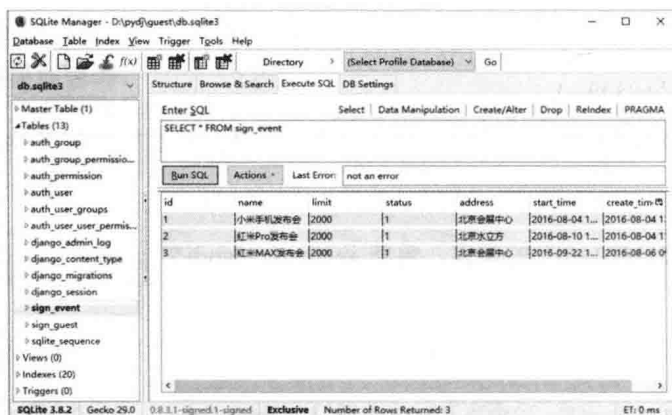 SQLite Manager - D:\pydj\guest\db.sqlite3
Database Table Index View Trigger Tools Help
f(x) Directory (Select Profile Database) Go
db.sqlite3
Structure Browse & Search Execute SQL DB Settings
Master Table (1)
Tables (13)
auth_group
auth_group_permissio...
auth_permission
auth_user
auth_user_groups
auth_user_user_permis...
django_admin_log
django_content_type
django_migrations
django_session
sign_event
sign_guest
sqlite_sequence
Views (0)
Indexes (20)
Triggers (0)
Enter SQL Select Data Manipulation Create/Alter Drop ReIndex PRAGMA
SELECT * FROM sign_event
Run SQL Actions Last Error: not an error
id name limit status address start_time create_tim
1 小米手机发布会 2000 1 北京会展中心 2016-08-04 1... 2016-08-04 1
2 红米Pro发布会 2000 1 北京水立方 2016-08-10 1... 2016-08-04 1
3 红米MAX发布会 2000 1 北京会展中心 2016-09-22 1... 2016-08-06 0
SQLite 3.8.2 Gecko 29.0 0.8.3.1-signed.1-signed Exclusive Number of Rows Returned: 3 ET: 0 ms